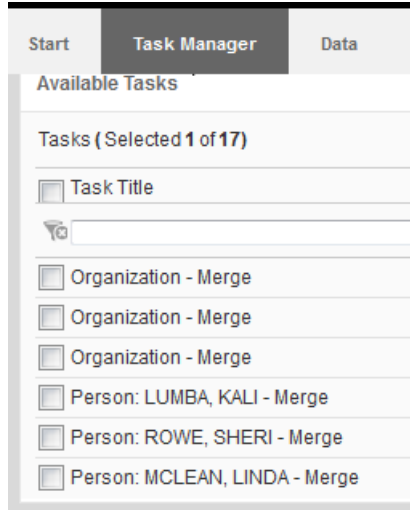 Start Task Manager Data
Available Tasks
Tasks ( Selected 1 of 17)
Task Title
Organization - Merge
Organization - Merge
Organization - Merge
Person: LUMBA, KALI - Merge
Person: ROWE, SHERI - Merge
Person: MCLEAN, LINDA - Merge